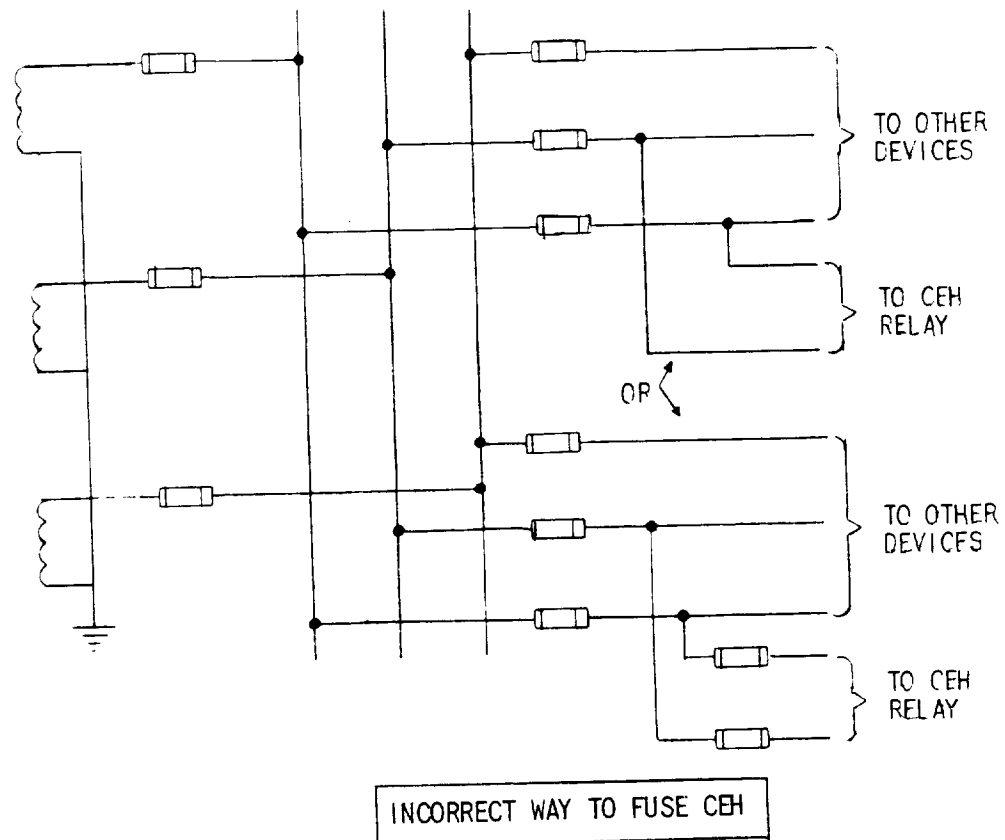 TO OTHER
DEVICES
TO CEH
RELAY
OR
TO OTHER
DEVICES
TO CEH
RELAY
INCORRECT WAY TO FUSE CEH